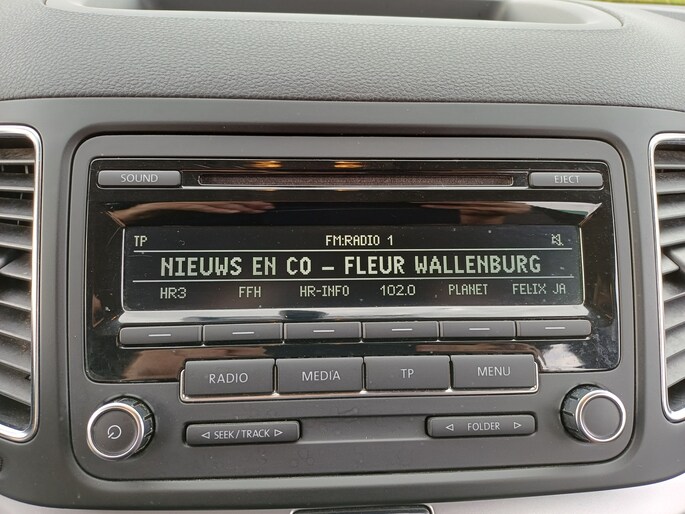 SOUND EJECT
TP FM:RADIO 1
NIEUWS EN CO - FLEUR WALLENBURG
HR3 FFH HR-INFO 102.0 PLANET FELIX JA
RADIO MEDIA TP MENU
SEEK / TRACK FOLDER